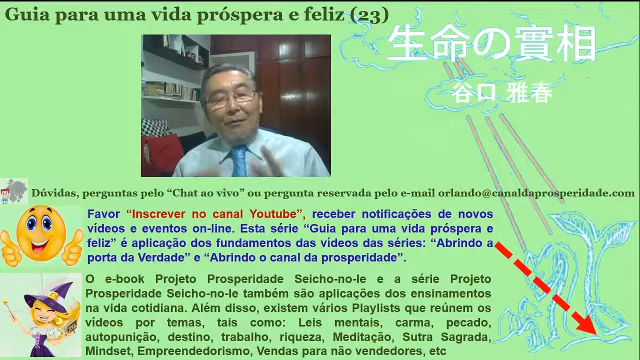 Guia para uma vida próspera e feliz (23)
生命の實相
谷口 雅春
Dúvidas, perguntas pelo “Chat ao vivo” ou pergunta reservada pelo e-mail orlando@canaldaprosperidade.com
Favor “Inscrever no canal Youtube”, receber notificações de novos
vídeos e eventos on-line. Esta série “Guia para uma vida próspera e
feliz” é aplicação dos fundamentos das vídeos das séries: “Abrindo a
porta da Verdade” e “Abrindo o canal da prosperidade”.
O e-book Projeto Prosperidade Seicho-no-Ie e a série Projeto
Prosperidade Seicho-no-Ie também são aplicações dos ensinamentos
na vida cotidiana. Além disso, existem vários Playlists que reúnem os
vídeos por temas, tais como: Leis mentais, carma, pecado,
autopunição, destino, trabalho, riqueza, Meditação, Sutra Sagrada,
Mindset, Empreendedorismo, Vendas para não vendedores, etc